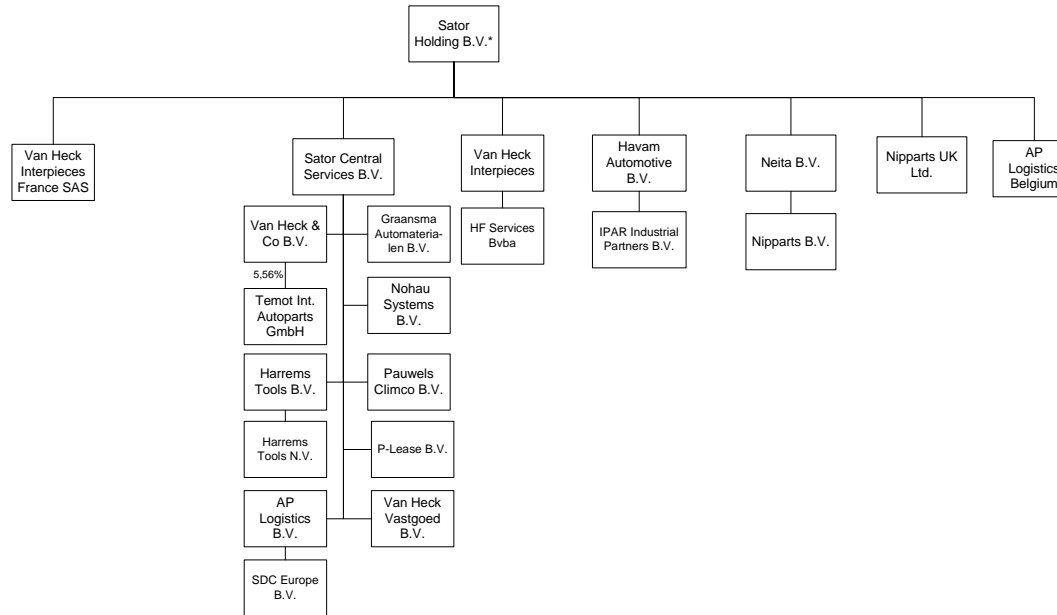 Sator
Holding B.V.*
Van Heck
Interpieces
France SAS
Sator Central
Services B.V.
Van Heck
Interpieces
Havam
Automotive
B.V.
Neita B.V.
Nipparts UK
Ltd.
AP
Logistics
Belgium
Van Heck &
Co B.V.
Graansma
Automateria-
len B.V.
HF Services
Bvba
IPAR Industrial
Partners B.V.
Nipparts B.V.
5,56%
Temot Int.
Autoparts
GmbH
Nohau
Systems
B.V.
Harrems
Tools B.V.
Pauwels
Climco B.V.
Harrems
Tools N.V.
P-Lease B.V.
AP
Logistics
B.V.
Van Heck
Vastgoed
B.V.
SDC Europe
B.V.